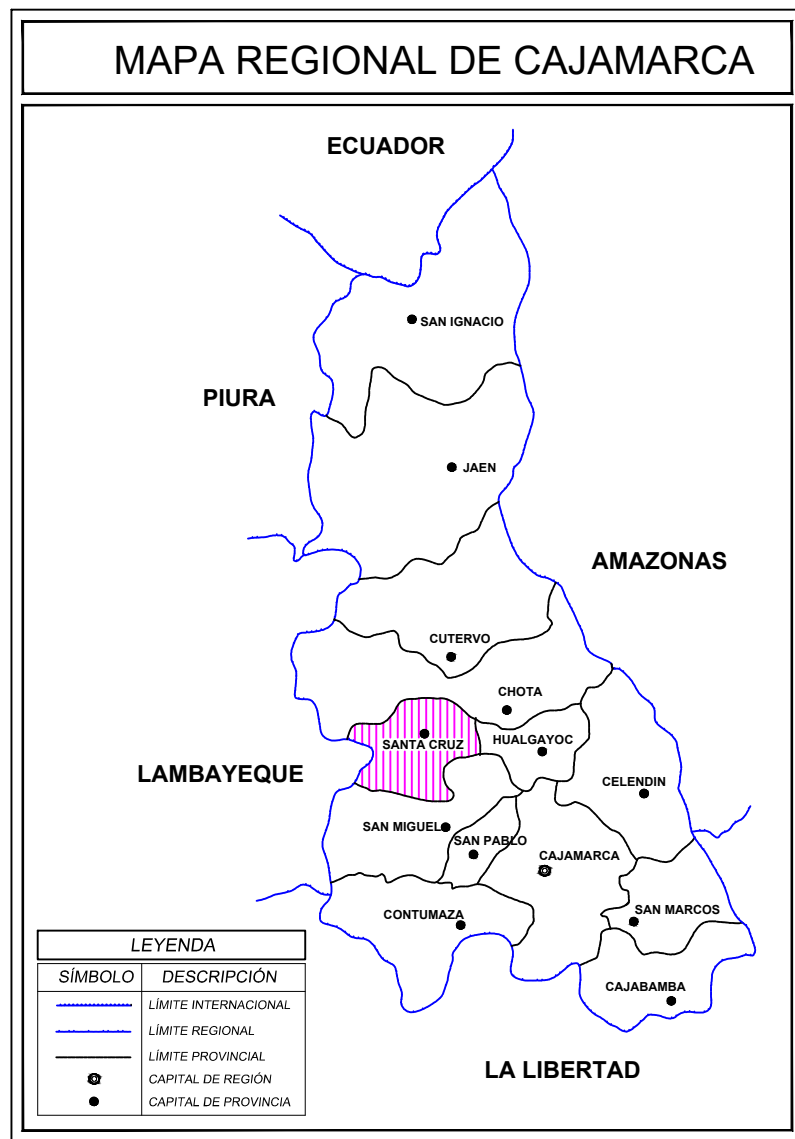 MAPA REGIONAL DE CAJAMARCA
ECUADOR
SAN IGNACIO
PIURA
JAEN
AMAZONAS
CUTERVO
CHOTA
SANTA CRUZ
HUALGAYOC
LAMBAYEQUE
CELENDIN
SAN MIGUEL
SAN PABLO
CAJAMARCA
CONTUMAZA
SAN MARCOS
CAJABAMBA
LA LIBERTAD
LEYENDA
SÍMBOLO DESCRIPCIÓN
LÍMITE INTERNACIONAL
LÍMITE REGIONAL
LÍMITE PROVINCIAL
CAPITAL DE REGIÓN
CAPITAL DE PROVINCIA